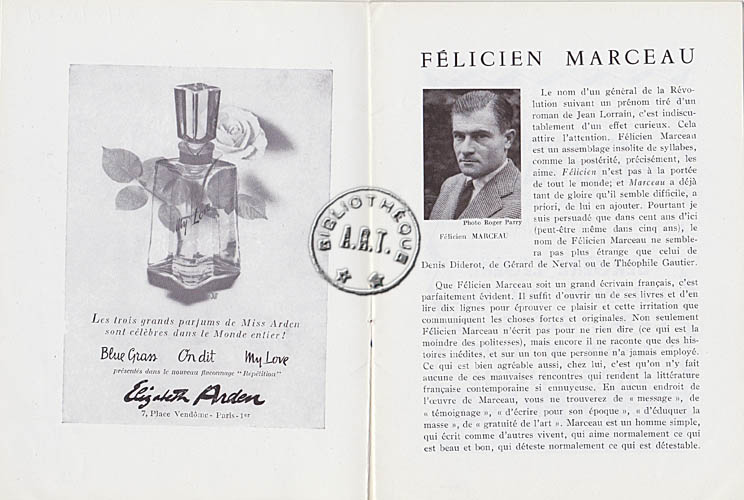 My Love
Les trois grands parfums de Miss Arden
sont célèbres dans le Monde entier!
Blue Grass On dit My Love
présentés dans le nouveau flaconnage "Répétition"
Elizabeth Arden
7, Place Vendôme - Paris-1er
BIBLIOTHÈQUE
A.R.T.
FÉLICIEN MARCEAU
Photo Roger Parry
Félicien MARCEAU
Le nom d'un général de la Révo-
lution suivant un prénom tiré d'un
roman de Jean Lorrain, c'est indiscu-
tablement d'un effet curieux. Cela
attire l'attention. Félicien Marceau
est un assemblage insolite de syllabes,
comme la postérité, précisément, les
aime. Félicien n'est pas à la portée
de tout le monde; et Marceau a déjà
tant de gloire qu'il semble difficile, a
priori, de lui en ajouter. Pourtant je
suis persuadé que dans cent ans d'ici
(peut-être même dans cinq ans), le
nom de Félicien Marceau ne semble-
ra pas plus étrange que celui de
Denis Diderot, de Gérard de Nerval ou de Théophile Gautier.
Que Félicien Marceau soit un grand écrivain français, c'est
parfaitement évident. Il suffit d'ouvrir un de ses livres et d'en
lire dix lignes pour éprouver ce plaisir et cette irritation que
communiquent les choses fortes et originales. Non seulement
Félicien Marceau n'écrit pas pour ne rien dire (ce qui est la
moindre des politesses), mais encore il ne raconte que des his-
toires inédites, et sur un ton que personne n'a jamais employé.
Ce qui est bien agréable aussi, chez lui, c'est qu'on n'y fait
aucune de ces mauvaises rencontres qui rendent la littérature
française contemporaine si ennuyeuse. En aucun endroit de
l'œuvre de Marceau, vous ne trouverez de « message », de
« témoignage », « d'écrire pour son époque », « d'éduquer la
masse », de « gratuité de l'art ». Marceau est un homme simple,
qui écrit comme d'autres vivent, qui aime normalement ce qui
est beau et bon, qui déteste normalement ce qui est détestable.